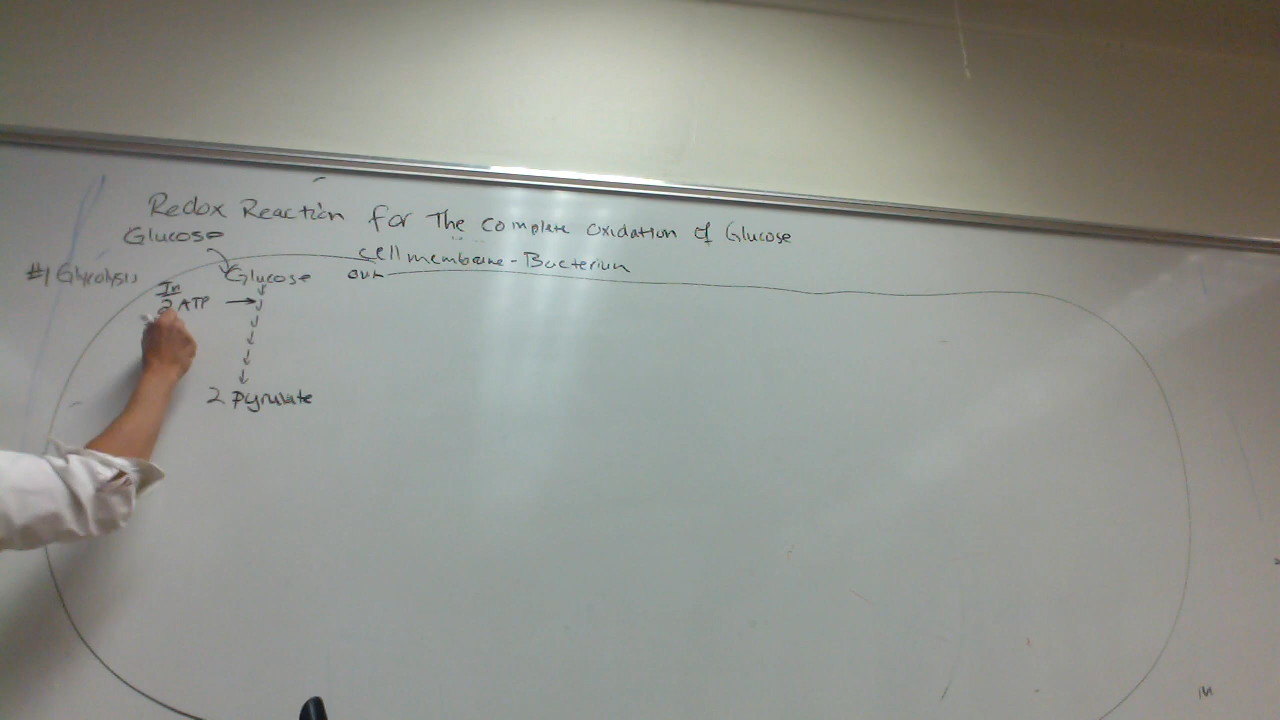 Redox Reaction for The Complete Oxidation of Glucose
Glucose
cell membrane - Bacterium
#1 Glycolysis
Glucose
out
In
2 ATP
2 pyruvate